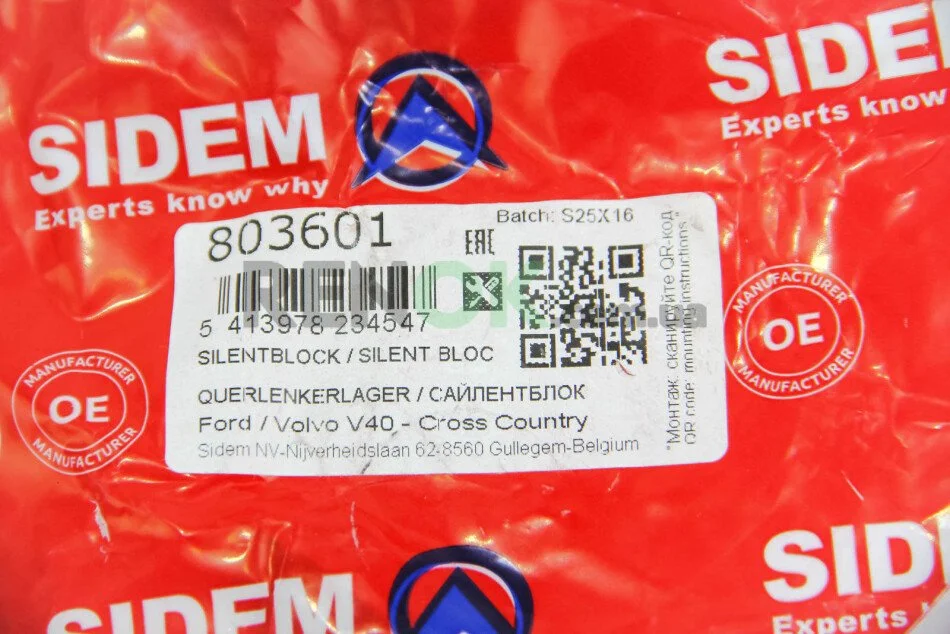 SIDEM
Experts know why
SIDE
Experts know
803601
Batch: S25X16
EAC
5 413978 234547
SILENTBLOCK / SILENT BLOC
QUERLENKERLAGER / САЙЛЕНТБЛОК
Ford / Volvo V40 - Cross Country
Sidem NV-Nijverheidslaan 62-8560 Gullegem-Belgium
"Монтаж: сканируйте QR-код
QR code: mounting instructions"
MANUFACTURER
OE
MANUFACTURER
MANUFACTURER
OE
MANUFACTURER
SIDEM
SID
Experts